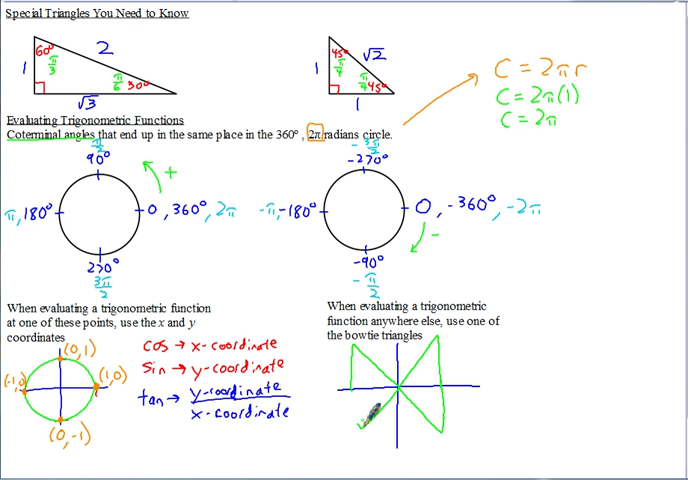 Special Triangles You Need to Know
60° 2
1 π/3
π/6 30°
√3
45° √2
1 π/4
π/4 45°
1
C = 2πr
C = 2π(1)
C = 2π
Evaluating Trigonometric Functions
Coterminal angles that end up in the same place in the 360°, 2π radians circle.
π/2
90°
+
π, 180° 0, 360°, 2π
270°
3π/2
-3π/2
-270°
-π, -180° 0, -360°, -2π
-
-90°
-π/2
When evaluating a trigonometric function
at one of these points, use the x and y
coordinates
(0,1)
(-1,0) (1,0)
(0,-1)
cos → x-coordinate
sin → y-coordinate
tan → y-coordinate
x-coordinate
When evaluating a trigonometric
function anywhere else, use one of
the bowtie triangles